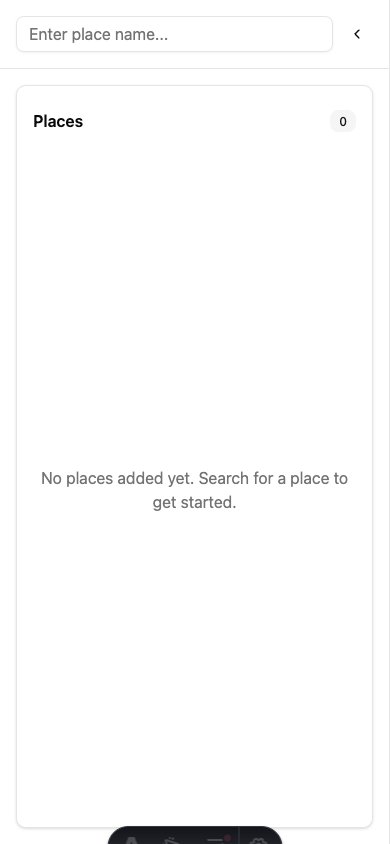 Enter place name...
Places
0
No places added yet. Search for a place to
get started.